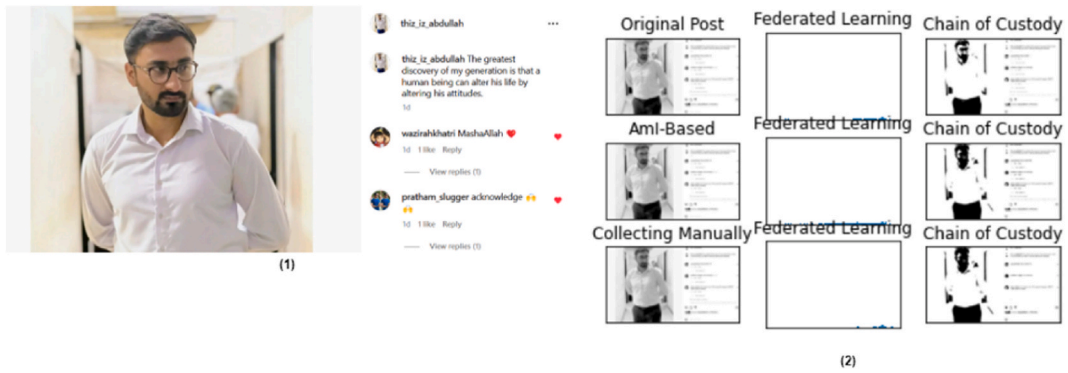 thiz_iz_abdullah
thiz_iz_abdullah The greatest
discovery of my generation is that a
human being can alter his life by
altering his attitudes.
1d
wazirahkhatri MashaAllah ❤️
1d 1 like Reply
View replies (1)
pratham_slugger acknowledge 🙌
🙌
1d 1 like Reply
View replies (1)
(1)
Original Post
Federated Learning
Chain of Custody
AmI-Based
Federated Learning
Chain of Custody
Collecting Manually
Federated Learning
Chain of Custody
(2)